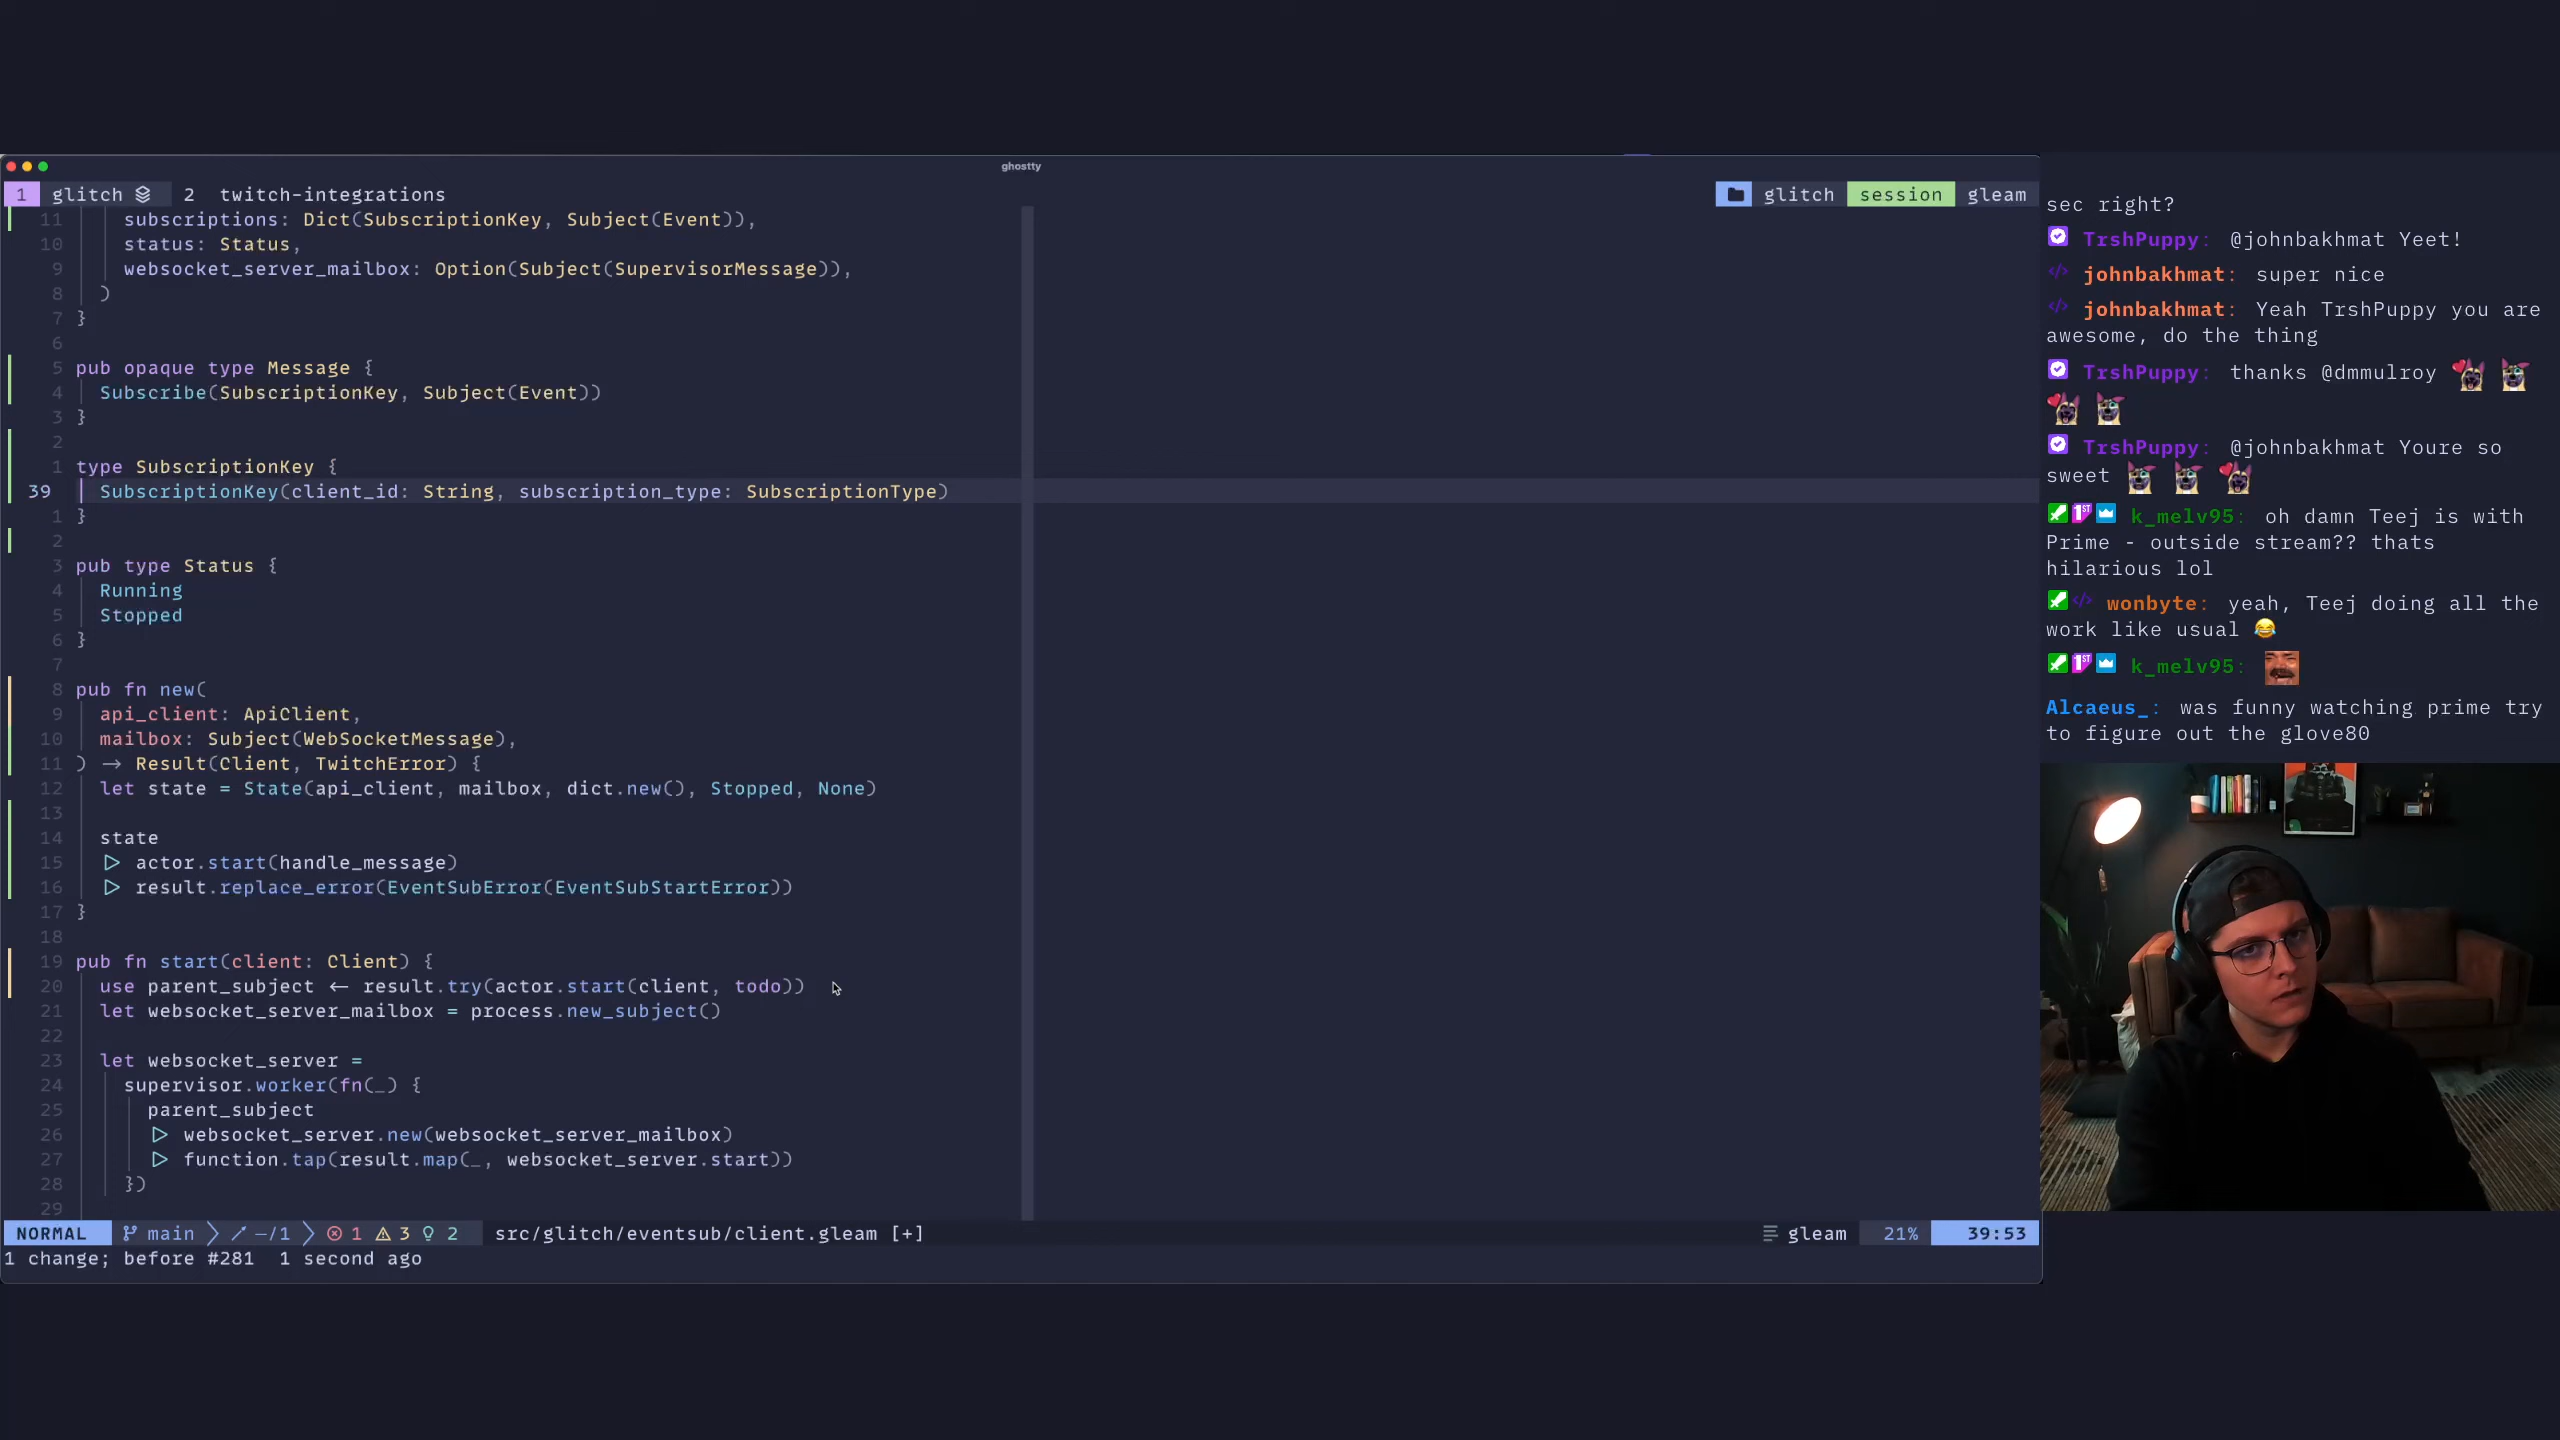 ghostty
1 glitch 2 twitch-integrations glitch session gleam
11 subscriptions: Dict(SubscriptionKey, Subject(Event)),
10 status: Status,
9 websocket_server_mailbox: Option(Subject(SupervisorMessage)),
8 )
7 }
6
5 pub opaque type Message {
4 Subscribe(SubscriptionKey, Subject(Event))
3 }
2
1 type SubscriptionKey {
39 SubscriptionKey(client_id: String, subscription_type: SubscriptionType)
1 }
2
3 pub type Status {
4 Running
5 Stopped
6 }
7
8 pub fn new(
9 api_client: ApiClient,
10 mailbox: Subject(WebSocketMessage),
11 ) -> Result(Client, TwitchError) {
12 let state = State(api_client, mailbox, dict.new(), Stopped, None)
13
14 state
15 |> actor.start(handle_message)
16 |> result.replace_error(EventSubError(EventSubStartError))
17 }
18
19 pub fn start(client: Client) {
20 use parent_subject <- result.try(actor.start(client, todo))
21 let websocket_server_mailbox = process.new_subject()
22
23 let websocket_server =
24 supervisor.worker(fn(_) {
25 parent_subject
26 |> websocket_server.new(websocket_server_mailbox)
27 |> function.tap(result.map(_, websocket_server.start))
28 })
29
NORMAL main ~/1 1 3 2 src/glitch/eventsub/client.gleam [+] gleam 21% 39:53
1 change; before #281 1 second ago
sec right?
TrshPuppy: @johnbakhmat Yeet!
johnbakhmat: super nice
johnbakhmat: Yeah TrshPuppy you are
awesome, do the thing
TrshPuppy: thanks @dmmulroy
TrshPuppy: @johnbakhmat Youre so
sweet
k_melv95: oh damn Teej is with
Prime - outside stream?? thats
hilarious lol
wonbyte: yeah, Teej doing all the
work like usual 😂
k_melv95:
Alcaeus_: was funny watching prime try
to figure out the glove80